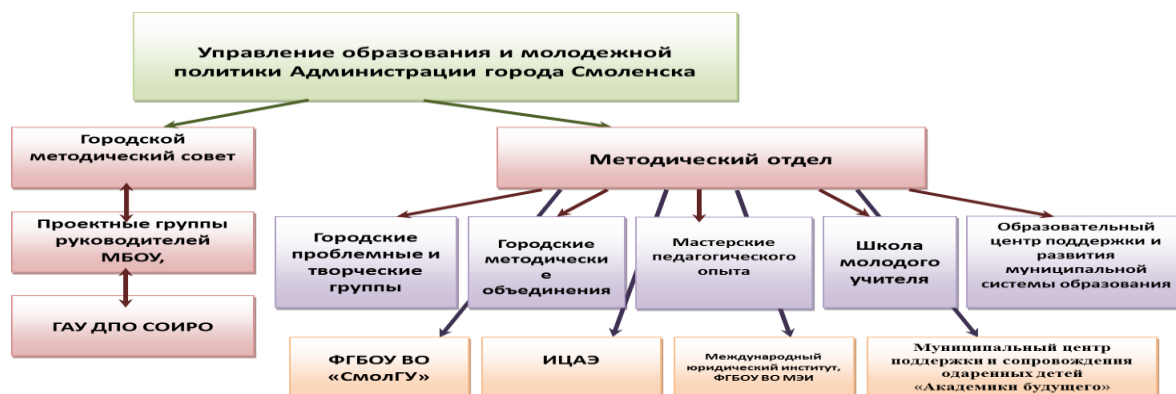 Управление образования и молодежной
политики Администрации города Смоленска
Городской
методический совет
Методический отдел
Проектные группы
руководителей
МБОУ,
ГАУ ДПО СОИРО
Городские
проблемные и
творческие
группы
Городские
методически
е
объединения
Мастерские
педагогического
опыта
Школа
молодого
учителя
Образовательный
центр поддержки и
развития
муниципальной
системы образования
ФГБОУ ВО
«СмолГУ»
ИЦАЭ
Международный
юридический институт,
ФГБОУ ВО МЭИ
Муниципальный центр
поддержки и сопровождения
одаренных детей
«Академики будущего»